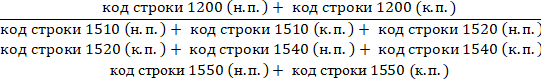 код строки 1200 (н.п.) + код строки 1200 (к.п.)
код строки 1510 (н.п.) + код строки 1510 (к.п.) + код строки 1520 (н.п.) +
код строки 1520 (к.п.) + код строки 1540 (н.п.) + код строки 1540 (к.п.) +
код строки 1550 (н.п.) + код строки 1550 (к.п.)